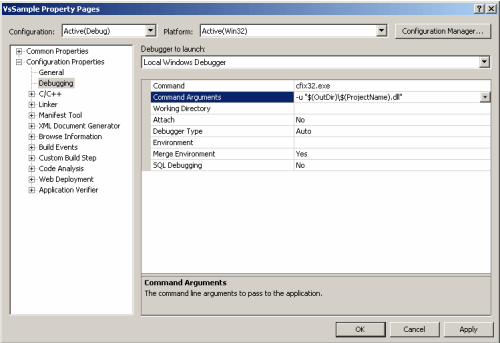 VsSample Property Pages
Configuration: Active(Debug) Platform: Active(Win32) Configuration Manager...
Common Properties
Configuration Properties
General
Debugging
C/C++
Linker
Manifest Tool
XML Document Generator
Browse Information
Build Events
Custom Build Step
Code Analysis
Web Deployment
Application Verifier
Debugger to launch:
Local Windows Debugger
Command cfix32.exe
Command Arguments -u "$(OutDir)\$(ProjectName).dll"
Working Directory
Attach No
Debugger Type Auto
Environment
Merge Environment Yes
SQL Debugging No
Command Arguments
The command line arguments to pass to the application.
OK Cancel Apply